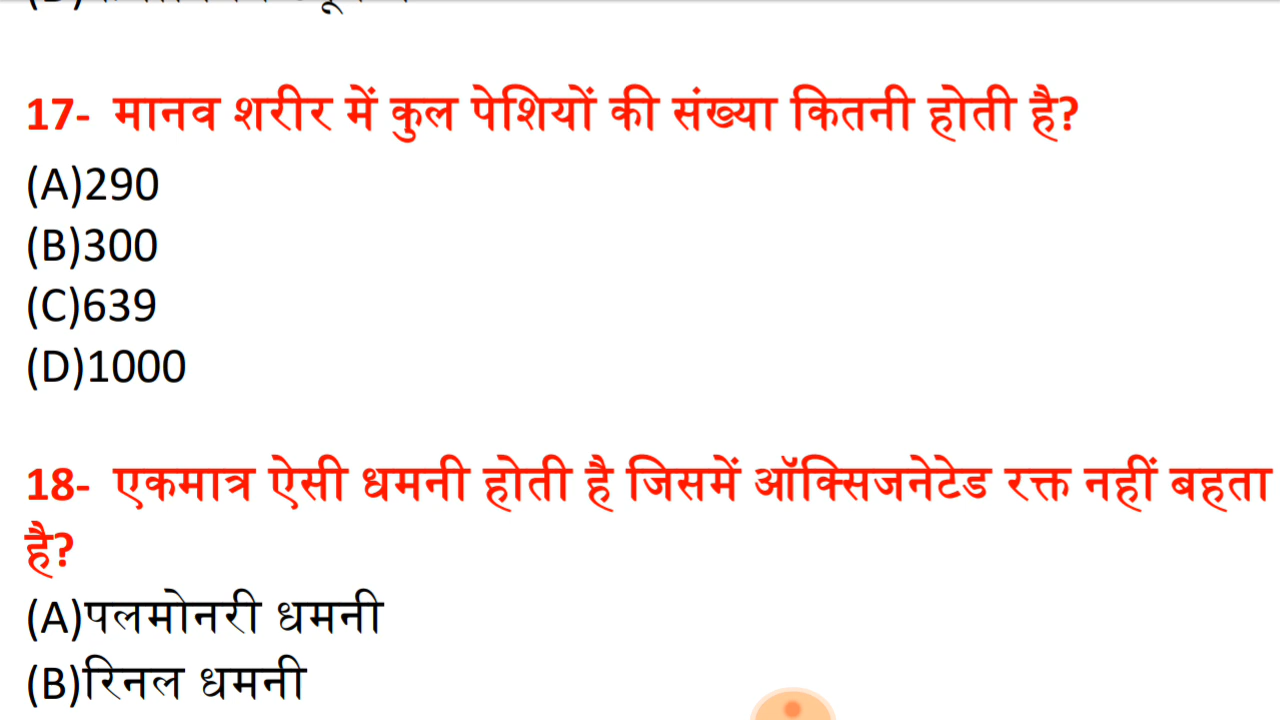 17- मानव शरीर में कुल पेशियों की संख्या कितनी होती है?
(A)290
(B)300
(C)639
(D)1000
18- एकमात्र ऐसी धमनी होती है जिसमें ऑक्सिजनेटेड रक्त नहीं बहता
है?
(A)पलमोनरी धमनी
(B)रिनल धमनी